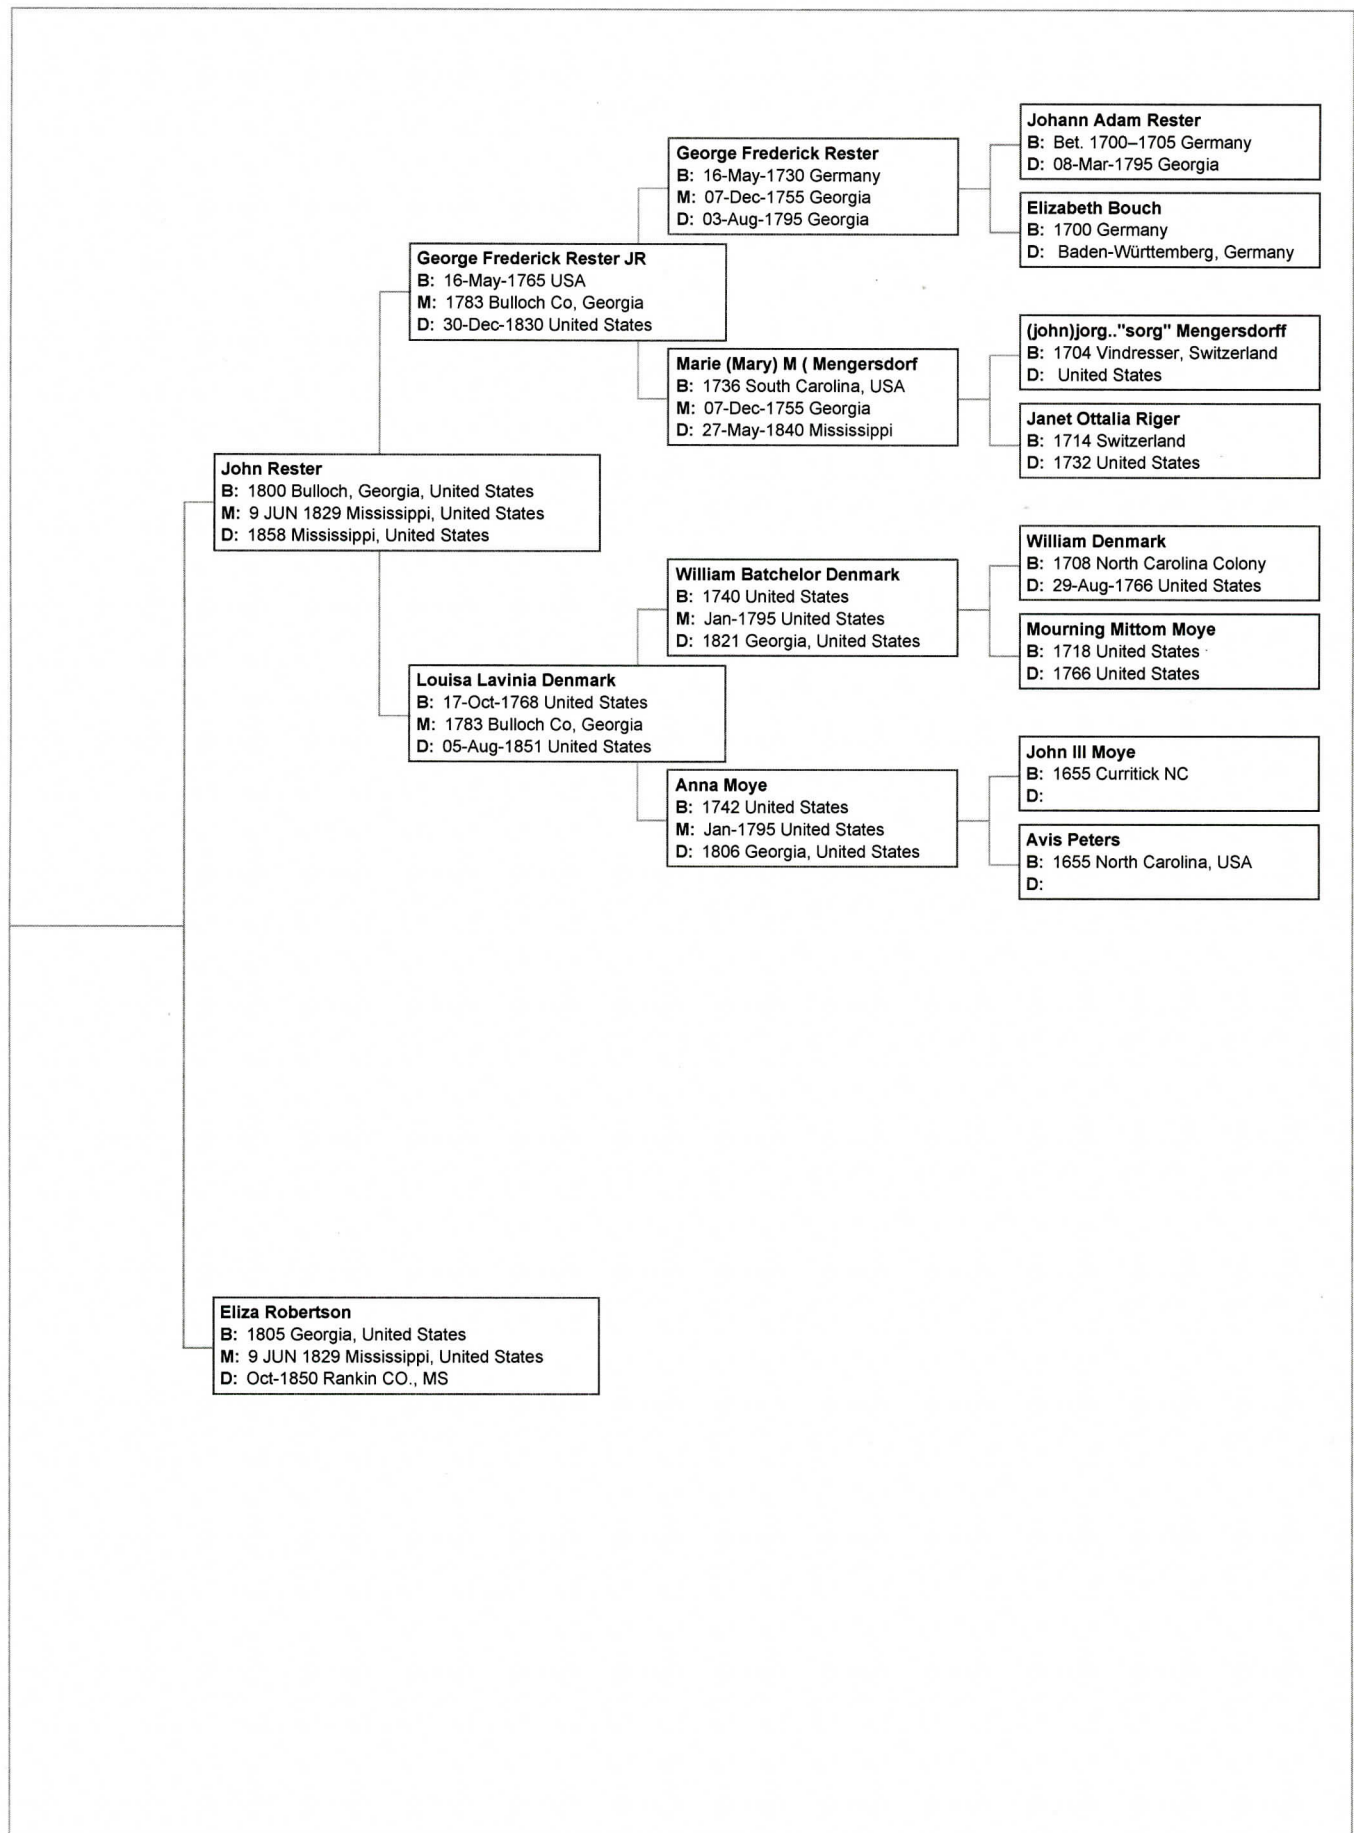 Johann Adam Rester
B: Bet. 1700–1705 Germany
D: 08-Mar-1795 Georgia
George Frederick Rester
B: 16-May-1730 Germany
M: 07-Dec-1755 Georgia
D: 03-Aug-1795 Georgia
Elizabeth Bouch
B: 1700 Germany
D: Baden-Württemberg, Germany
George Frederick Rester JR
B: 16-May-1765 USA
M: 1783 Bulloch Co, Georgia
D: 30-Dec-1830 United States
(john)jorg.."sorg" Mengersdorff
B: 1704 Vindresser, Switzerland
D: United States
Marie (Mary) M ( Mengersdorf
B: 1736 South Carolina, USA
M: 07-Dec-1755 Georgia
D: 27-May-1840 Mississippi
Janet Ottalia Riger
B: 1714 Switzerland
D: 1732 United States
John Rester
B: 1800 Bulloch, Georgia, United States
M: 9 JUN 1829 Mississippi, United States
D: 1858 Mississippi, United States
William Denmark
B: 1708 North Carolina Colony
D: 29-Aug-1766 United States
William Batchelor Denmark
B: 1740 United States
M: Jan-1795 United States
D: 1821 Georgia, United States
Mourning Mittom Moye
B: 1718 United States
D: 1766 United States
Louisa Lavinia Denmark
B: 17-Oct-1768 United States
M: 1783 Bulloch Co, Georgia
D: 05-Aug-1851 United States
John III Moye
B: 1655 Curritick NC
D:
Anna Moye
B: 1742 United States
M: Jan-1795 United States
D: 1806 Georgia, United States
Avis Peters
B: 1655 North Carolina, USA
D:
Eliza Robertson
B: 1805 Georgia, United States
M: 9 JUN 1829 Mississippi, United States
D: Oct-1850 Rankin CO., MS